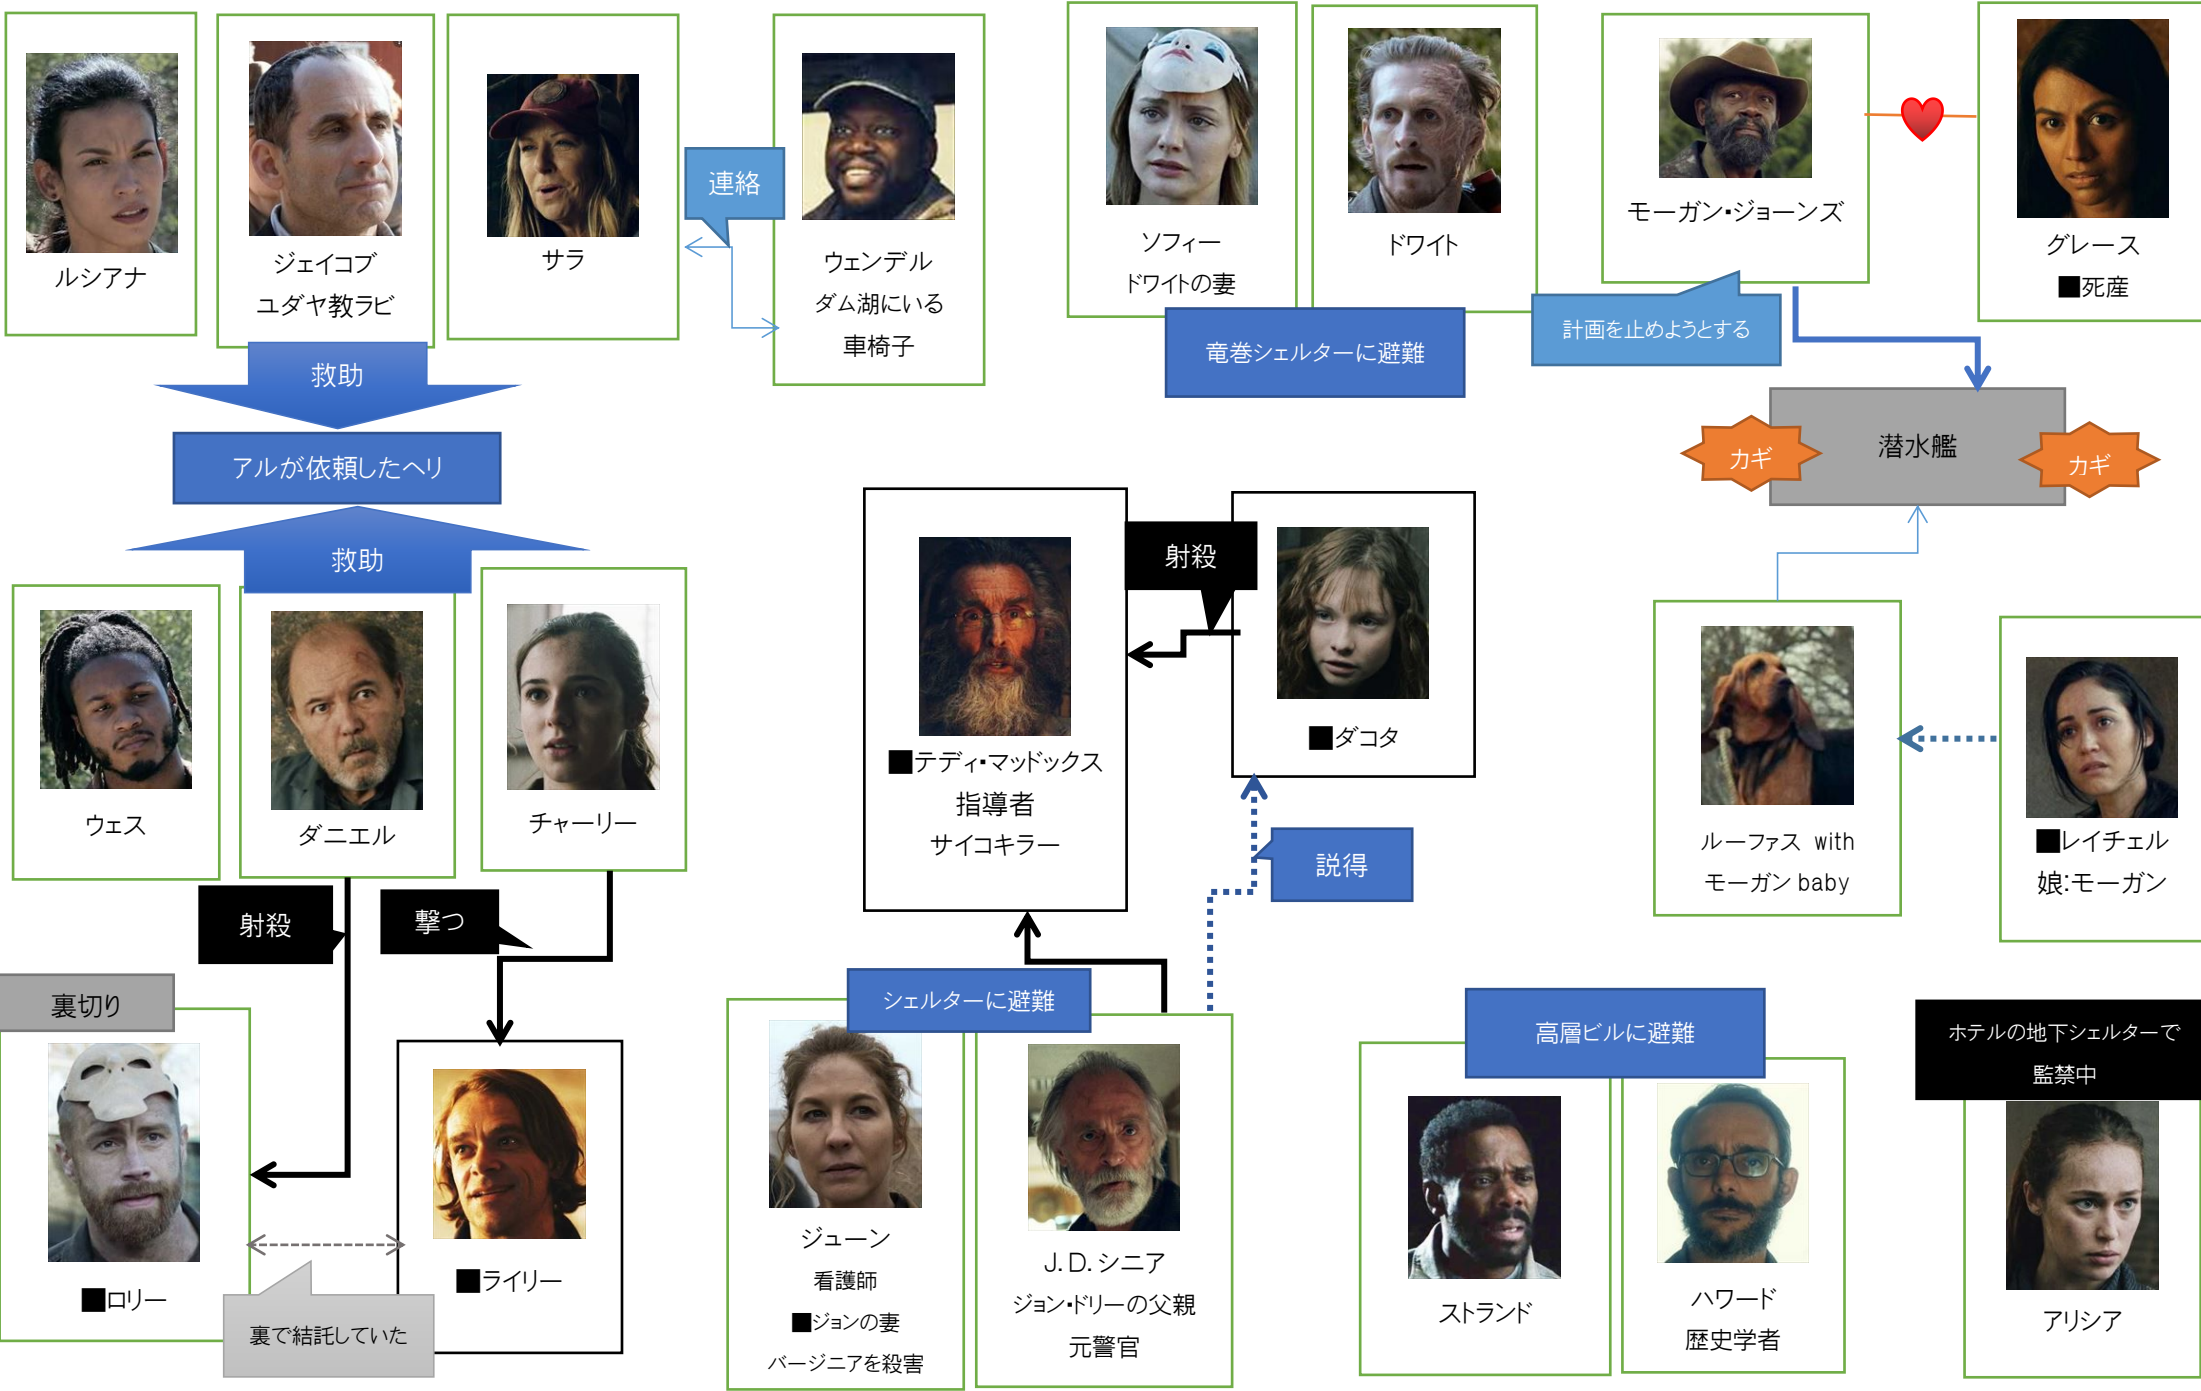 ルシアナ
ジェイコブ
ユダヤ教ラビ
サラ
連絡
ウェンデル
ダム湖にいる
車椅子
ソフィー
ドワイトの妻
ドワイト
竜巻シェルターに避難
モーガン・ジョーンズ
計画を止めようとする
グレース
■死産
救助
アルが依頼したヘリ
救助
潜水艦
カギ
カギ
ウェス
ダニエル
チャーリー
射殺
■テディ・マッドックス
指導者
サイコキラー
■ダコタ
説得
ルーファス with
モーガン baby
■レイチェル
娘:モーガン
射殺
撃つ
裏切り
■ロリー
■ライリー
裏で結託していた
シェルターに避難
ジューン
看護師
■ジョンの妻
バージニアを殺害
J.D.シニア
ジョン・ドリーの父親
元警官
高層ビルに避難
ストランド
ハワード
歴史学者
ホテルの地下シェルターで
監禁中
アリシア